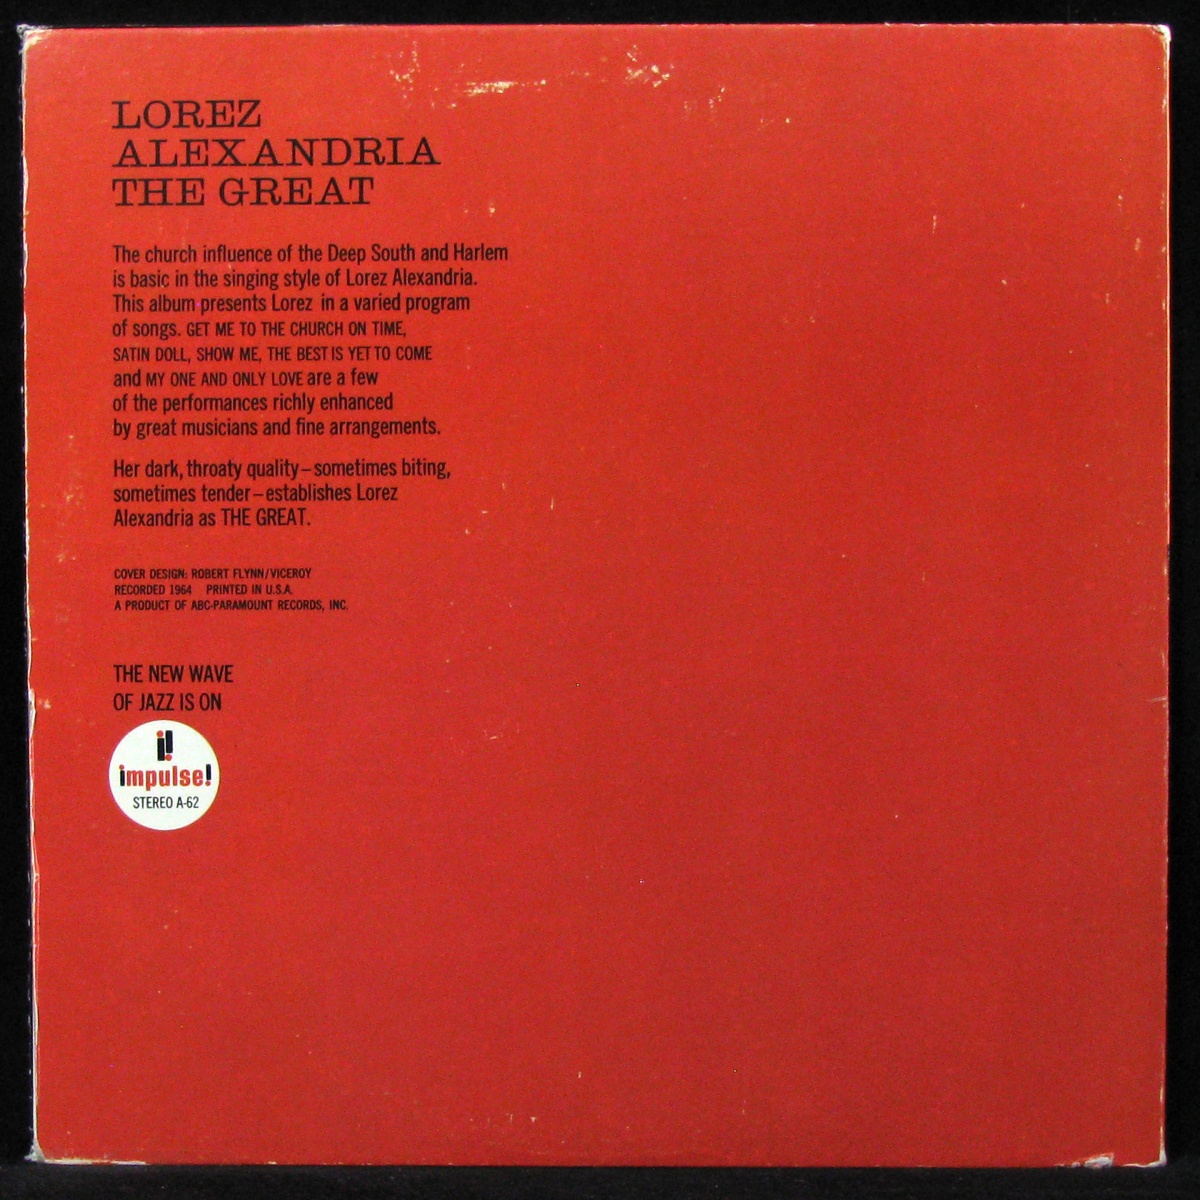 LOREZ
ALEXANDRIA
THE GREAT
The church influence of the Deep South and Harlem
is basic in the singing style of Lorez Alexandria.
This album presents Lorez in a varied program
of songs. GET ME TO THE CHURCH ON TIME,
SATIN DOLL, SHOW ME, THE BEST IS YET TO COME
and MY ONE AND ONLY LOVE are a few
of the performances richly enhanced
by great musicians and fine arrangements.
Her dark, throaty quality – sometimes biting,
sometimes tender – establishes Lorez
Alexandria as THE GREAT.
COVER DESIGN: ROBERT FLYNN/VICEROY
RECORDED 1964 PRINTED IN U.S.A.
A PRODUCT OF ABC-PARAMOUNT RECORDS, INC.
THE NEW WAVE
OF JAZZ IS ON
i!
impulse!
STEREO A-62